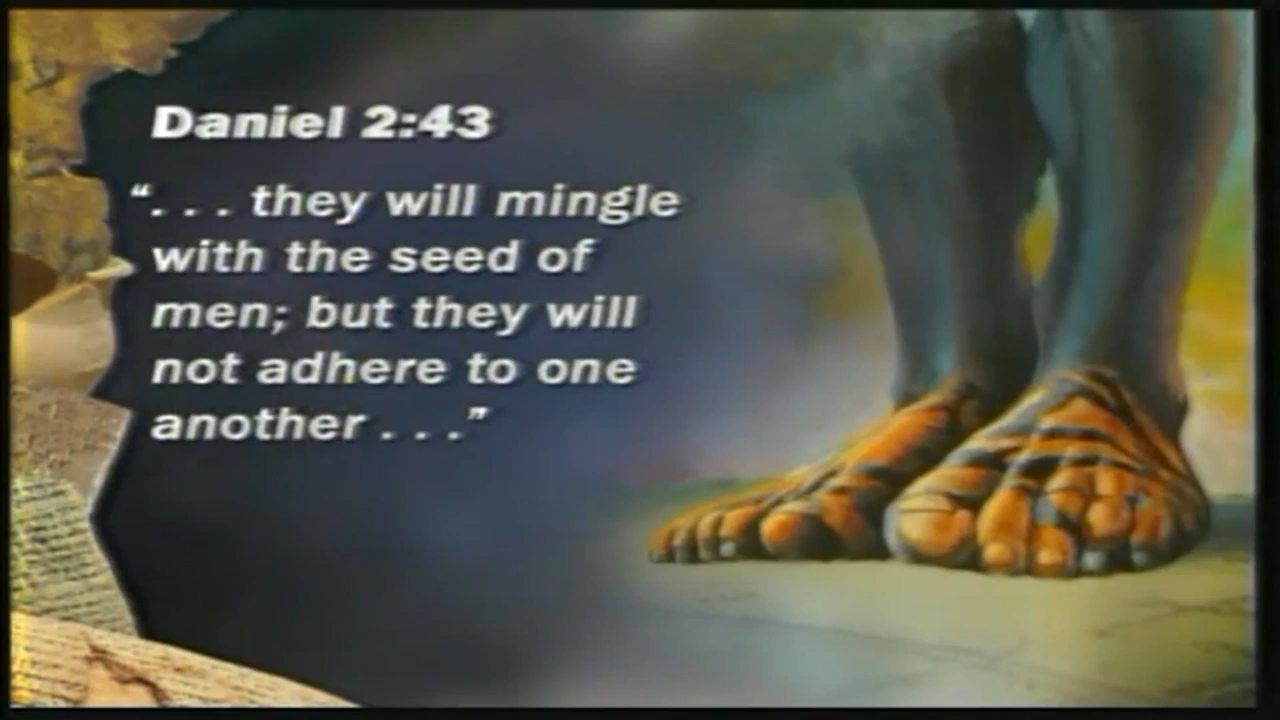 Daniel 2:43
“. . . they will mingle
with the seed of
men; but they will
not adhere to one
another . . .”